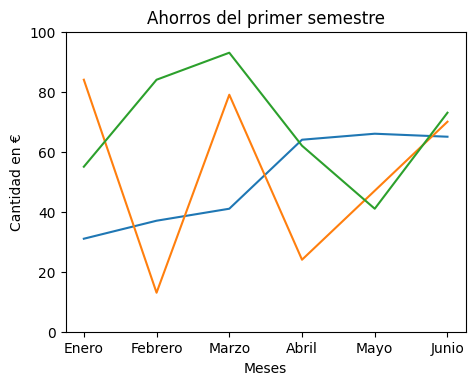 Ahorros del primer semestre
Cantidad en €
100
80
60
40
20
0
Enero Febrero Marzo Abril Mayo Junio
Meses